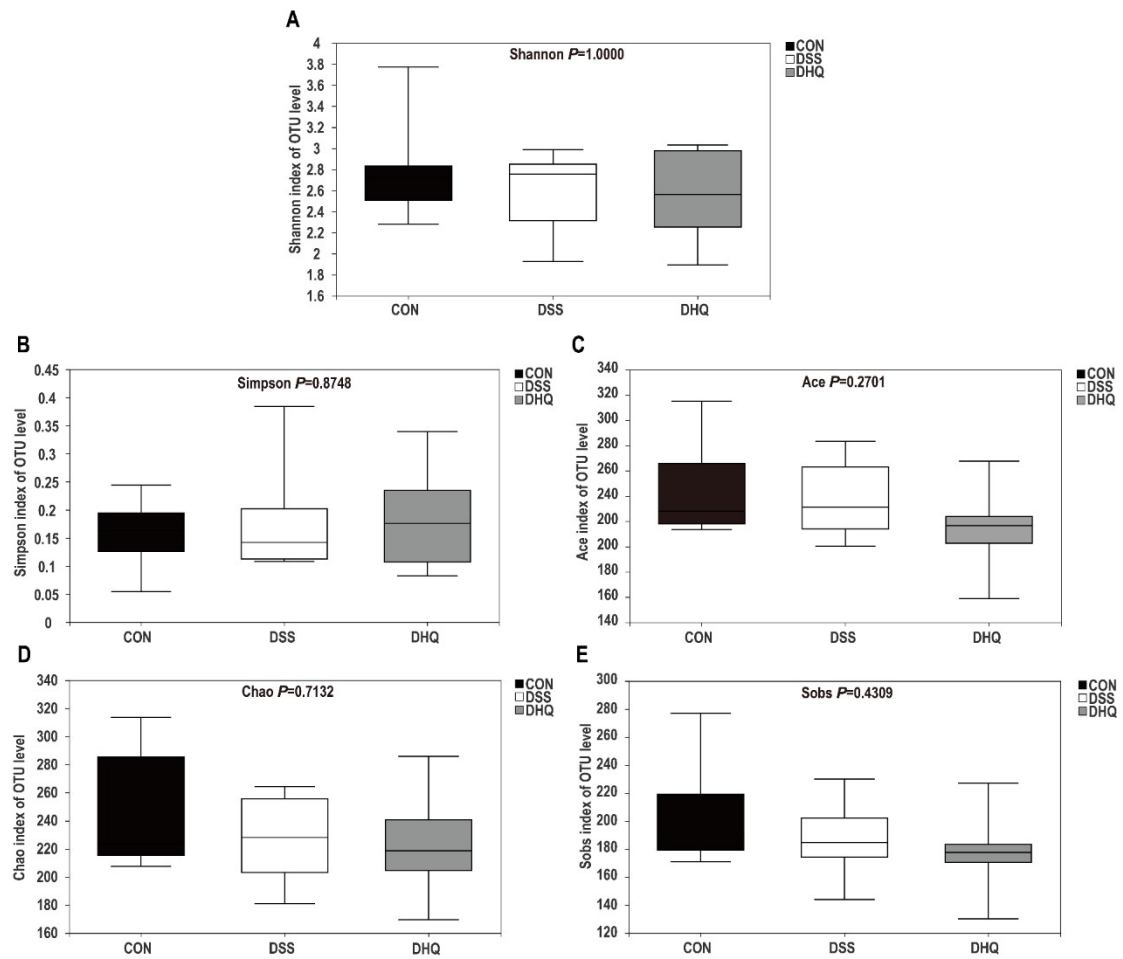 A
Shannon P=1.0000
CON
DSS
DHQ
Shannon index of OTU level
4
3.8
3.6
3.4
3.2
3
2.8
2.6
2.4
2.2
2
1.8
1.6
CON DSS DHQ
B
Simpson P=0.8748
CON
DSS
DHQ
Simpson index of OTU level
0.45
0.4
0.35
0.3
0.25
0.2
0.15
0.1
0.05
0
CON DSS DHQ
C
Ace P=0.2701
CON
DSS
DHQ
Ace index of OTU level
340
320
300
280
260
240
220
200
180
160
140
CON DSS DHQ
D
Chao P=0.7132
CON
DSS
DHQ
Chao index of OTU level
340
320
300
280
260
240
220
200
180
160
CON DSS DHQ
E
Sobs P=0.4309
CON
DSS
DHQ
Sobs index of OTU level
300
280
260
240
220
200
180
160
140
120
CON DSS DHQ